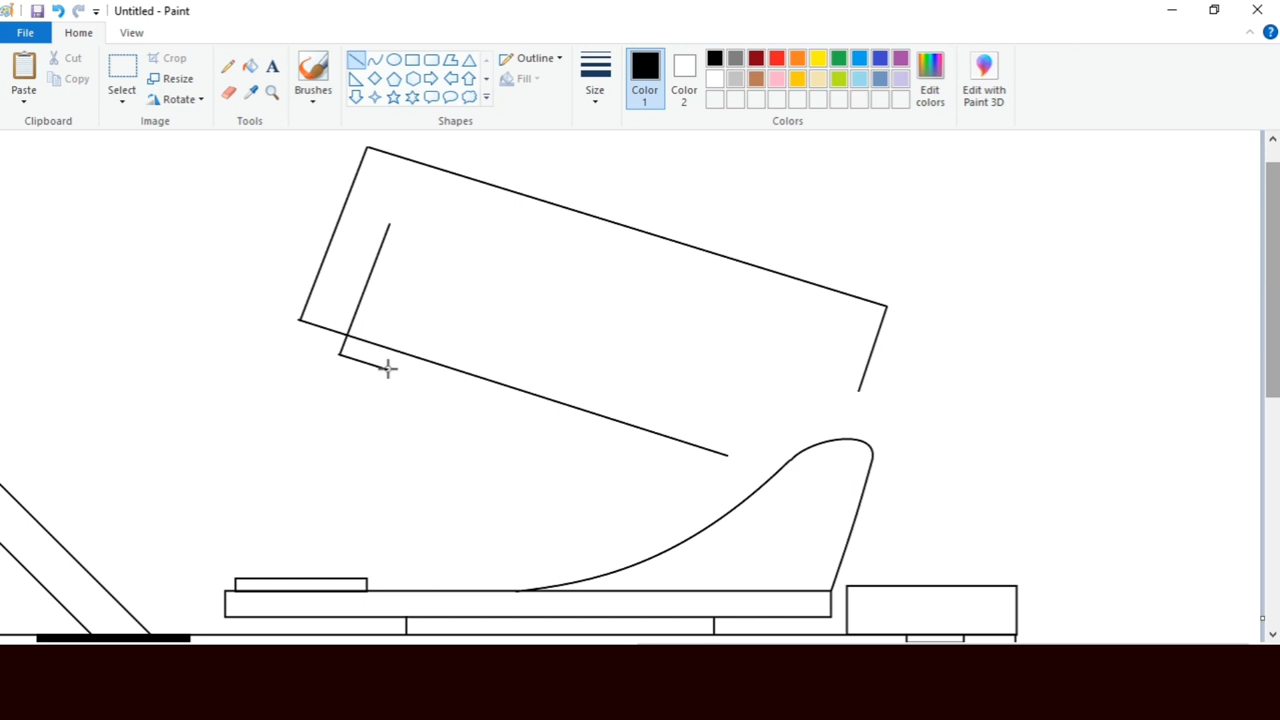 Untitled - Paint
File Home View
Paste
Cut
Copy
Clipboard
Select
Crop
Resize
Rotate
Image
A
Tools
Brushes
Shapes
Outline
Fill
Size
Color 1
Color 2
Edit colors
Colors
Edit with Paint 3D
?